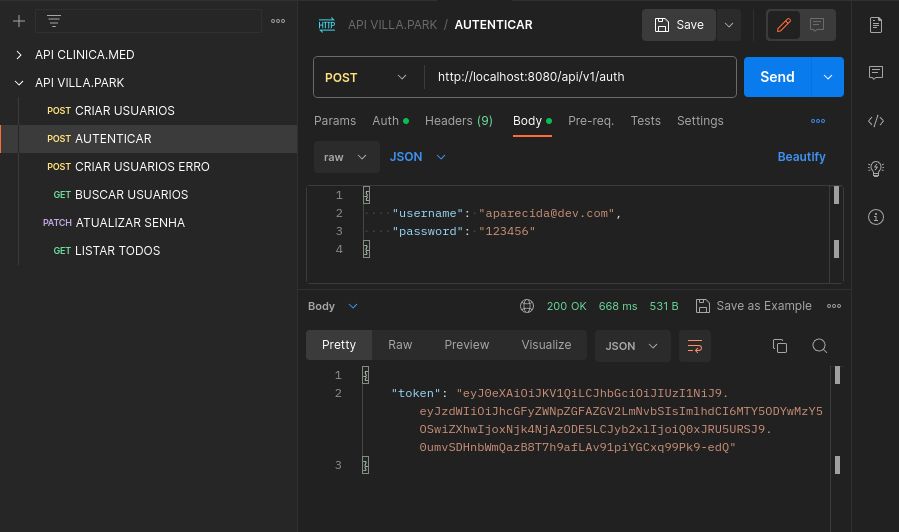 API CLINICA.MED
API VILLA.PARK
POST CRIAR USUARIOS
POST AUTENTICAR
POST CRIAR USUARIOS ERRO
GET BUSCAR USUARIOS
PATCH ATUALIZAR SENHA
GET LISTAR TODOS
HTTP API VILLA.PARK / AUTENTICAR
Save
POST http://localhost:8080/api/v1/auth
Send
Params Auth Headers (9) Body Pre-req. Tests Settings
raw JSON Beautify
1 {
2 "username": "aparecida@dev.com",
3 "password": "123456"
4 }
Body 200 OK 668 ms 531 B Save as Example
Pretty Raw Preview Visualize JSON
1 {
2 "token": "eyJ0eXAiOiJKV1QiLCJhbGciOiJIUzI1NiJ9.
eyJzdWIiOiJhcGFyZWNpZGFAZGV2LmNvbSIsImlhdCI6MTY5ODYwMzY5
OSwiZXhwIjoxNjk4NjAzODE5LCJyb2xlIjoiQ0xJRU5URSJ9.
0umvSDHnbWmQazB8T7h9afLAv91piYGCxq99Pk9-edQ"
3 }